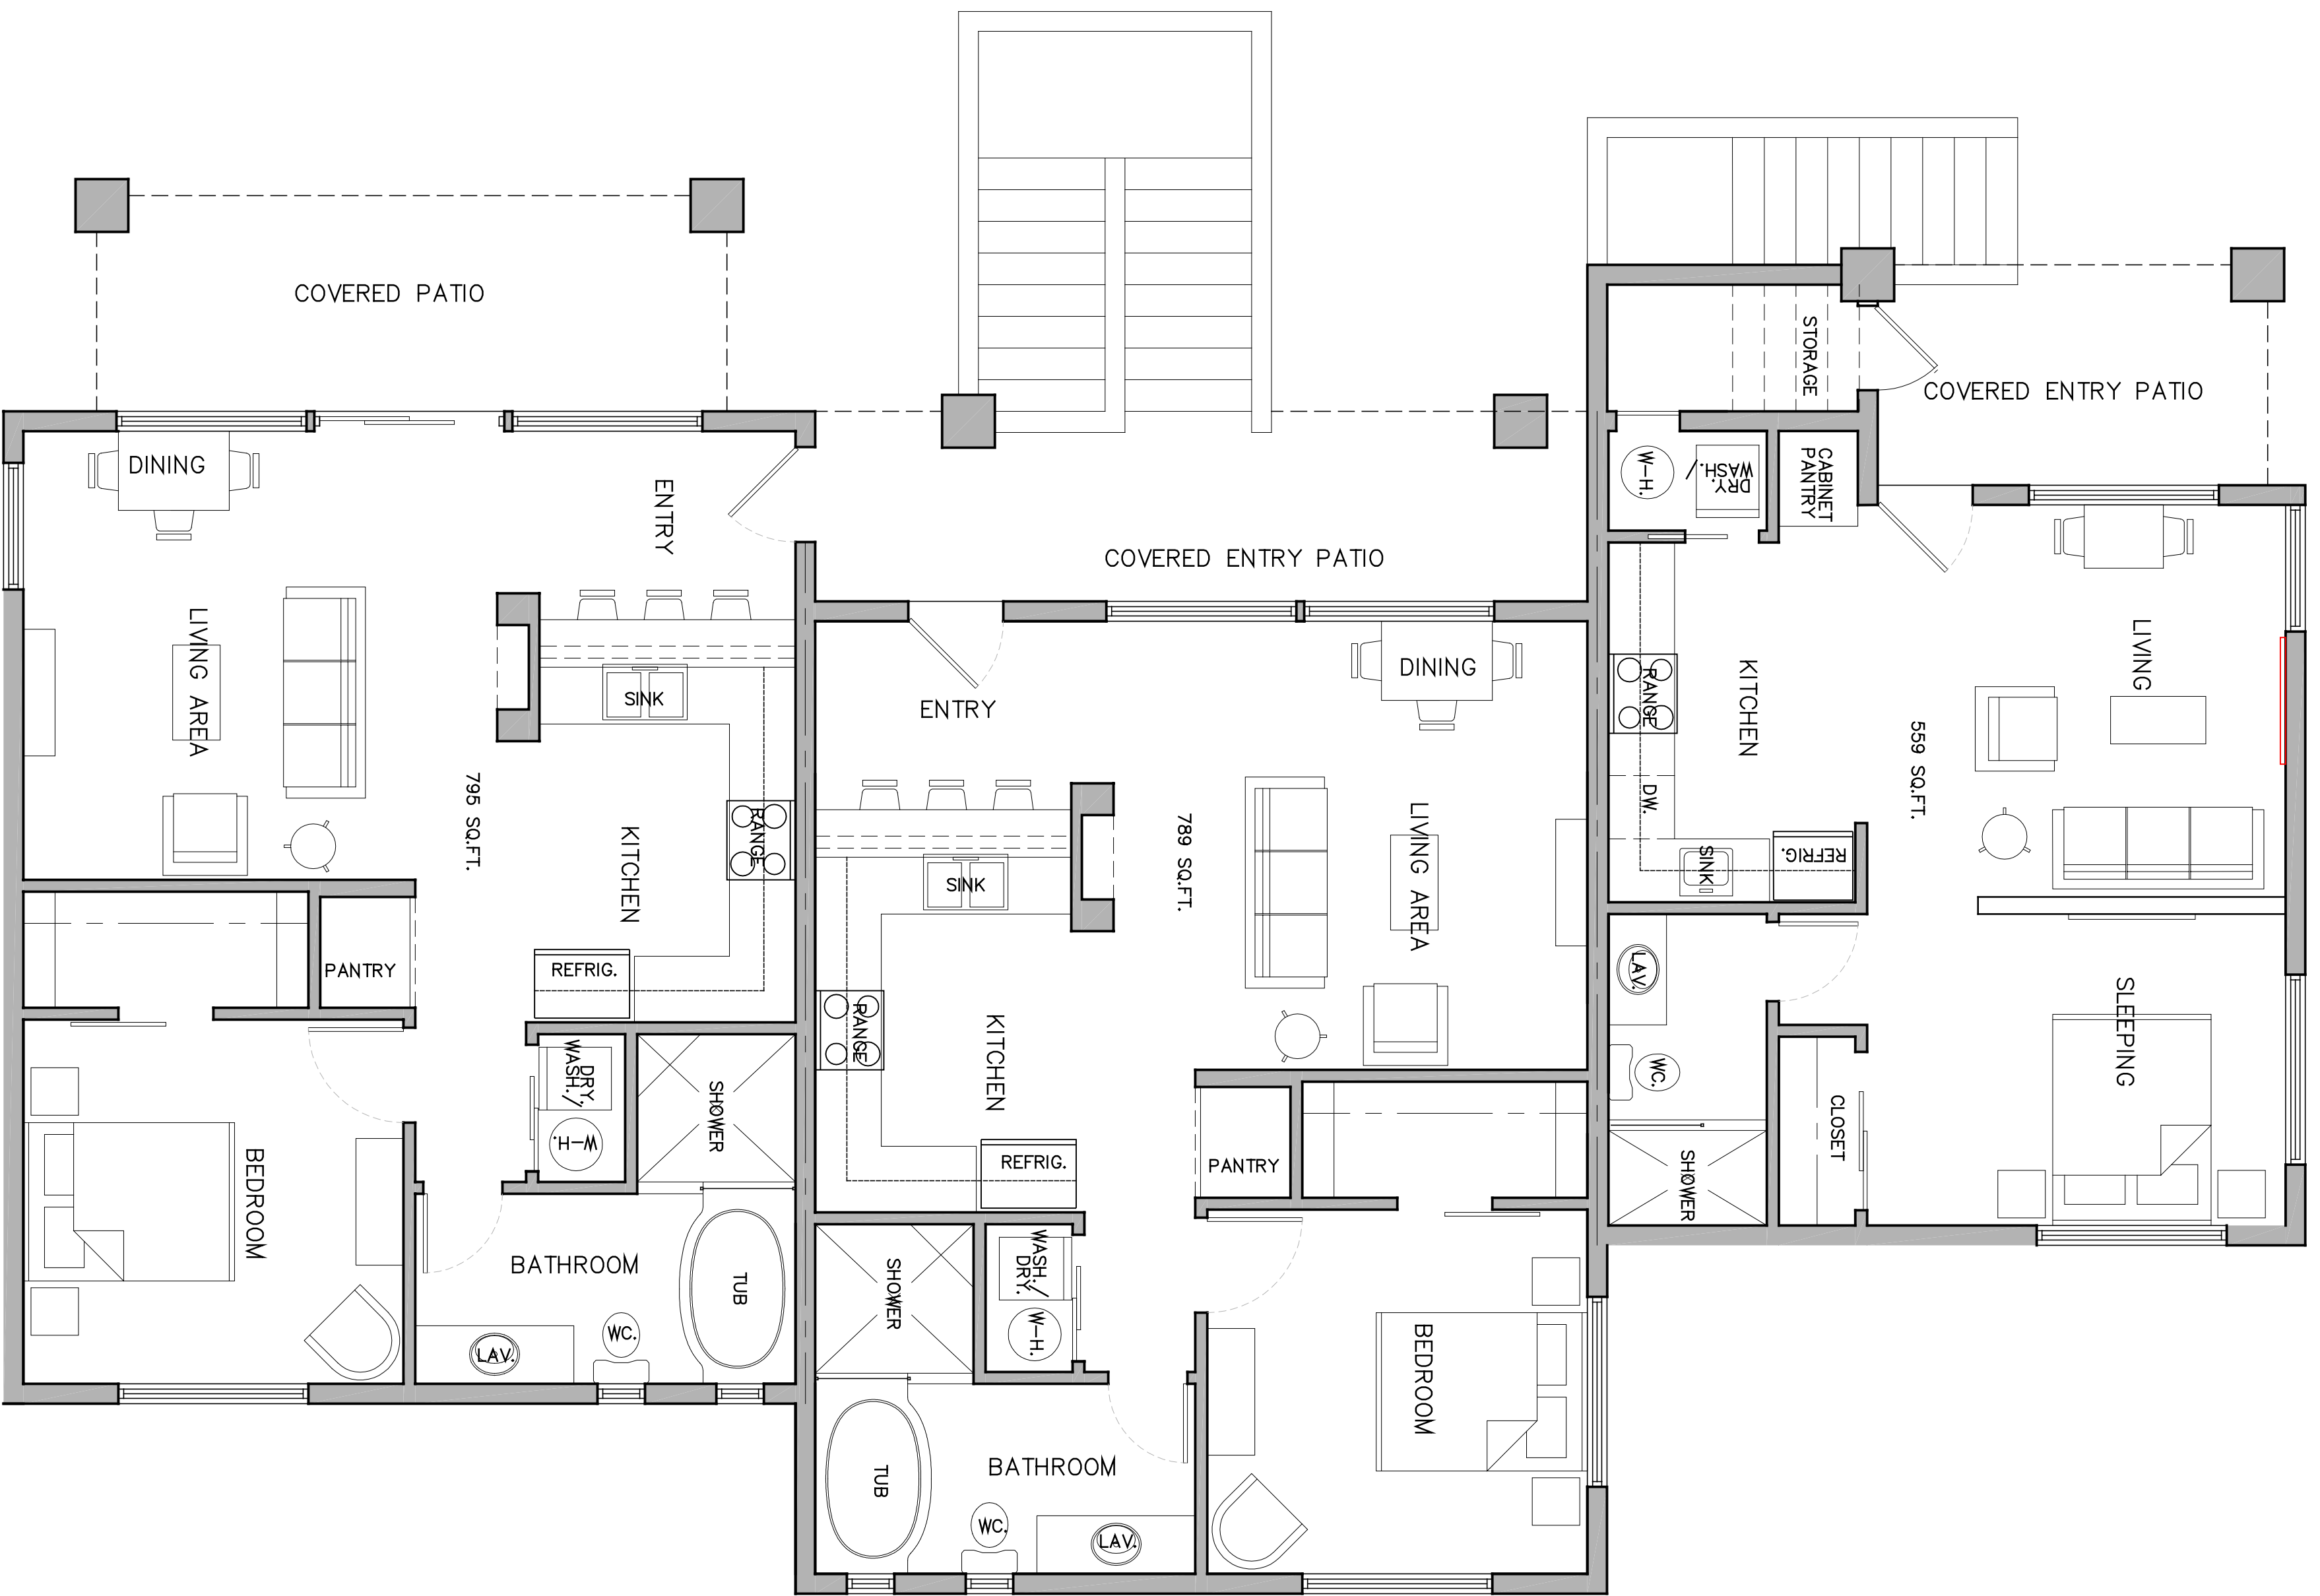 COVERED PATIO
DINING
ENTRY
LIVING AREA
SINK
795 SQ.FT.
RANGE
KITCHEN
PANTRY
REFRIG.
WASH./
DRY.
W-H.
SHOWER
BEDROOM
BATHROOM
TUB
WC.
LAV.
COVERED ENTRY PATIO
ENTRY
DINING
LIVING AREA
789 SQ.FT.
SINK
RANGE
KITCHEN
REFRIG.
PANTRY
WASH./
DRY.
W-H.
SHOWER
BEDROOM
BATHROOM
TUB
WC.
LAV.
STORAGE
COVERED ENTRY PATIO
W-H.
WASH./
DRY.
CABINET
PANTRY
LIVING
KITCHEN
RANGE
559 SQ.FT.
DW.
SINK
REFRIG.
LAV.
SLEEPING
WC.
CLOSET
SHOWER